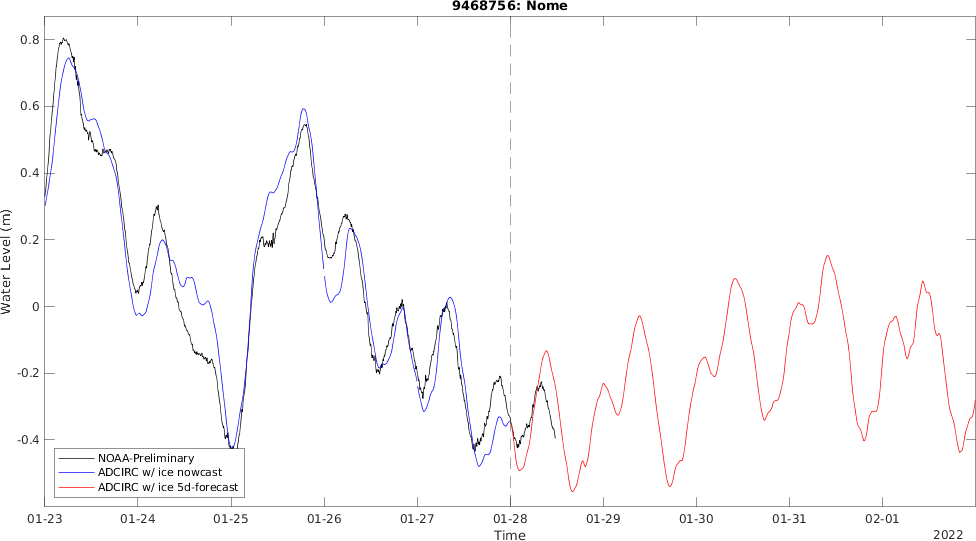 9468756: Nome
0.8
0.6
0.4
0.2
0
-0.2
-0.4
Water Level (m)
NOAA-Preliminary
ADCIRC w/ ice nowcast
ADCIRC w/ ice 5d-forecast
01-23 01-24 01-25 01-26 01-27 01-28 01-29 01-30 01-31 02-01
Time
2022